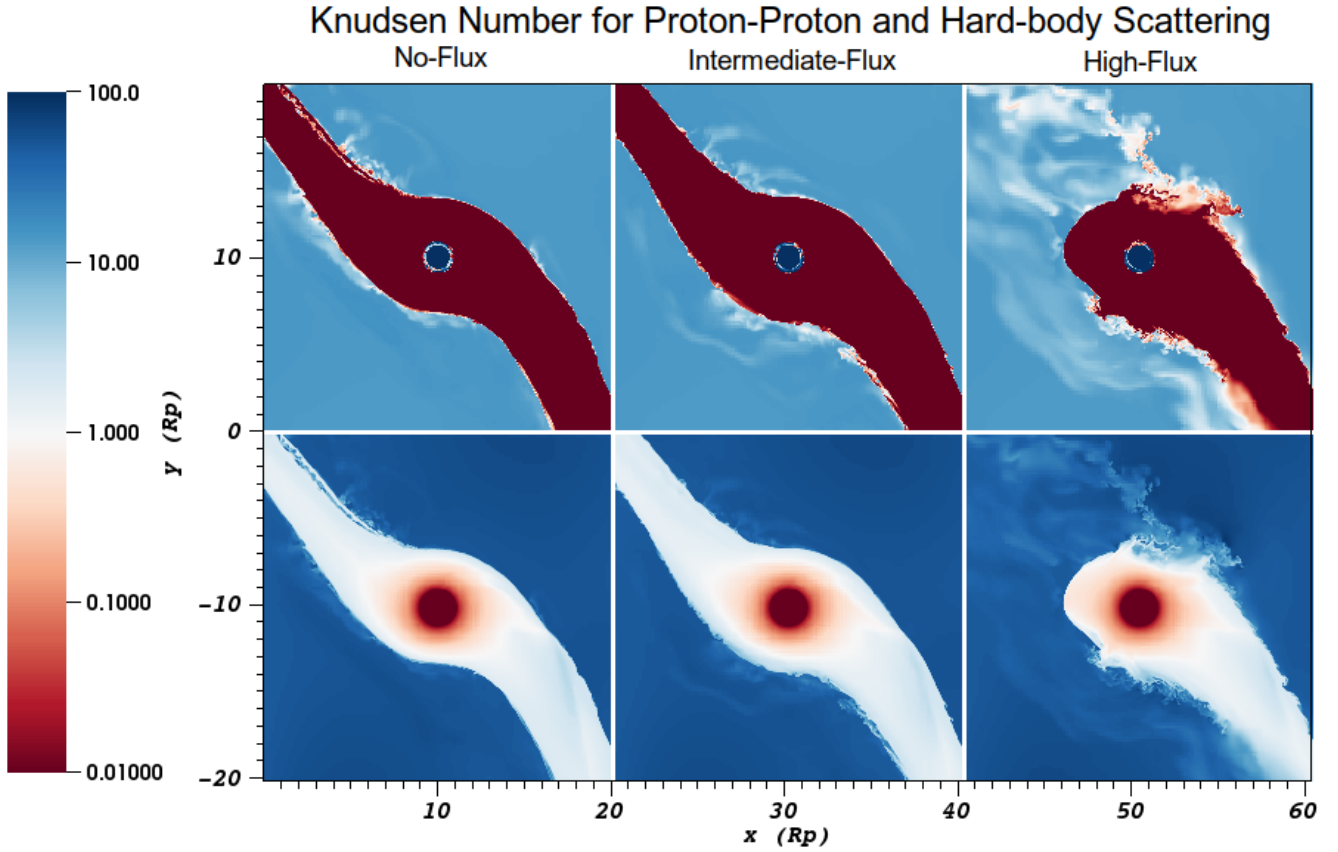 Knudsen Number for Proton-Proton and Hard-body Scattering
No-Flux Intermediate-Flux High-Flux
100.0
10.00
1.000
0.1000
0.01000
y (Rp)
10
0
-10
-20
10 20 30 40 50 60
x (Rp)